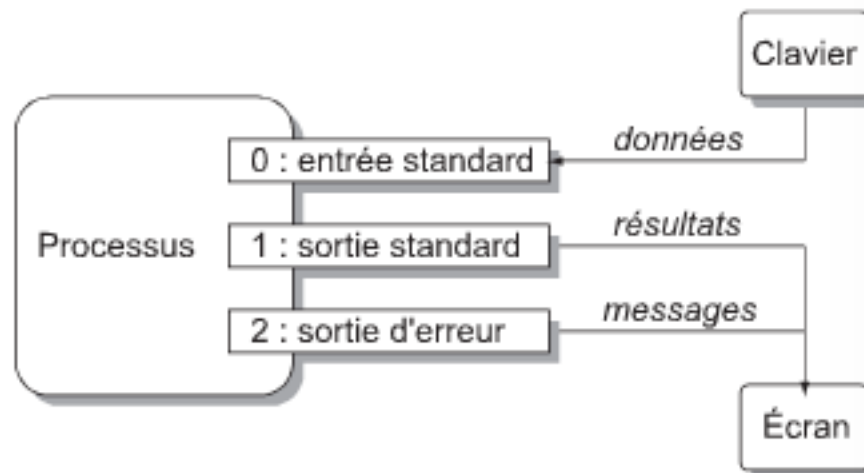 Clavier
données
0 : entrée standard
résultats
Processus
1 : sortie standard
messages
2 : sortie d'erreur
Écran